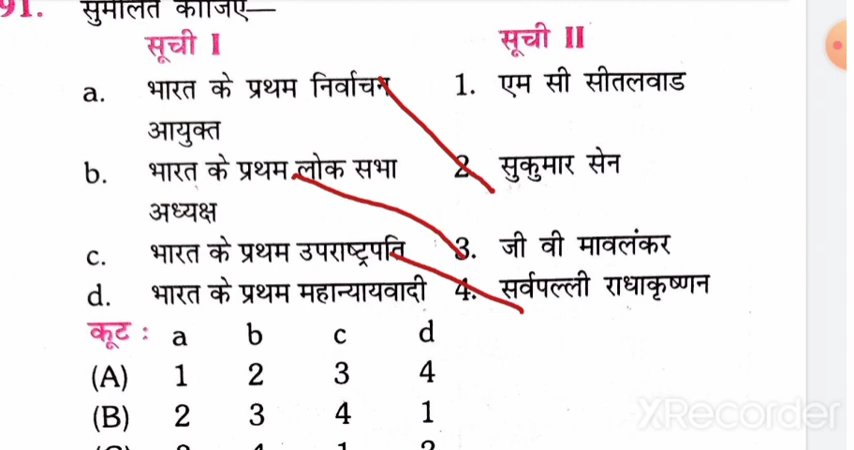 91. सुमेलित कीजिए—
सूची I सूची II
a. भारत के प्रथम निर्वाचन 1. एम सी सीतलवाड
आयुक्त
b. भारत के प्रथम लोक सभा 2. सुकुमार सेन
अध्यक्ष
c. भारत के प्रथम उपराष्ट्रपति 3. जी वी मावलंकर
d. भारत के प्रथम महान्यायवादी 4. सर्वपल्ली राधाकृष्णन
कूट : a b c d
(A) 1 2 3 4
(B) 2 3 4 1
XRecorder